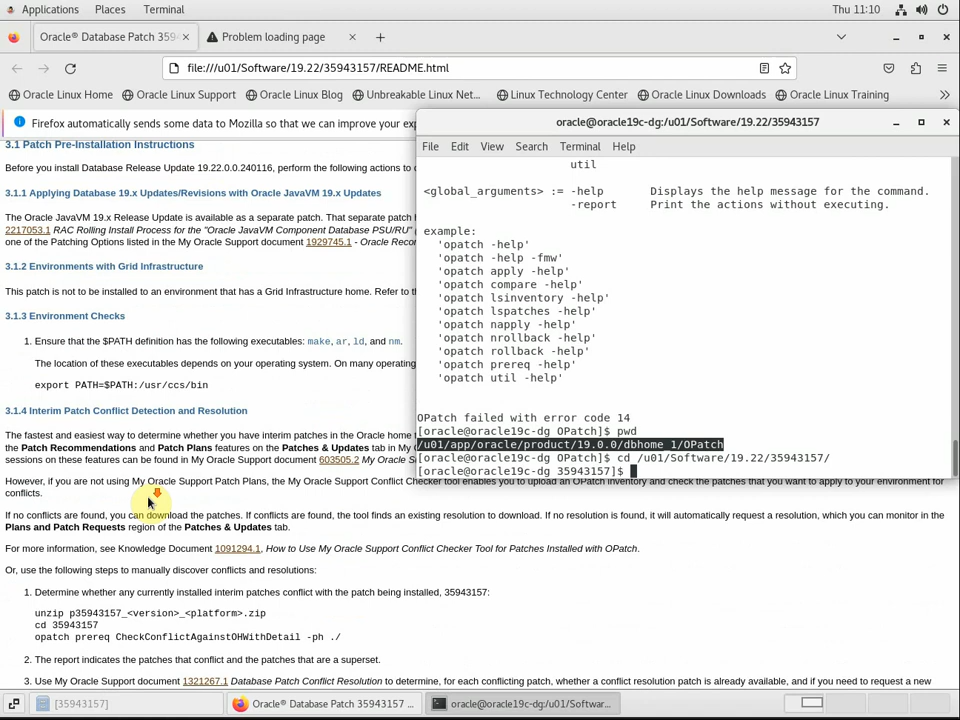 Applications Places Terminal Thu 11:10
Oracle® Database Patch 359 Problem loading page
file:///u01/Software/19.22/35943157/README.html
Oracle Linux Home Oracle Linux Support Oracle Linux Blog Unbreakable Linux Net... Linux Technology Center Oracle Linux Downloads Oracle Linux Training
Firefox automatically sends some data to Mozilla so that we can improve your exp
3.1 Patch Pre-Installation Instructions
Before you install Database Release Update 19.22.0.0.240116, perform the following actions to c
3.1.1 Applying Database 19.x Updates/Revisions with Oracle JavaVM 19.x Updates
The Oracle JavaVM 19.x Release Update is available as a separate patch. That separate patch h
2217053.1 RAC Rolling Install Process for the "Oracle JavaVM Component Database PSU/RU" (
one of the Patching Options listed in the My Oracle Support document 1929745.1 - Oracle Recon
3.1.2 Environments with Grid Infrastructure
This patch is not to be installed to an environment that has a Grid Infrastructure home. Refer to th
3.1.3 Environment Checks
1. Ensure that the $PATH definition has the following executables: make, ar, ld, and nm.
The location of these executables depends on your operating system. On many operating
export PATH=$PATH:/usr/ccs/bin
3.1.4 Interim Patch Conflict Detection and Resolution
The fastest and easiest way to determine whether you have interim patches in the Oracle home t
the Patch Recommendations and Patch Plans features on the Patches & Updates tab in My
sessions on these features can be found in My Oracle Support document 603505.2 My Oracle S
However, if you are not using My Oracle Support Patch Plans, the My Oracle Support Conflict Checker tool enables you to upload an OPatch inventory and check the patches that you want to apply to your environment for
conflicts.
If no conflicts are found, you can download the patches. If conflicts are found, the tool finds an existing resolution to download. If no resolution is found, it will automatically request a resolution, which you can monitor in the
Plans and Patch Requests region of the Patches & Updates tab.
For more information, see Knowledge Document 1091294.1, How to Use My Oracle Support Conflict Checker Tool for Patches Installed with OPatch.
Or, use the following steps to manually discover conflicts and resolutions:
1. Determine whether any currently installed interim patches conflict with the patch being installed, 35943157:
unzip p35943157_<version>_<platform>.zip
cd 35943157
opatch prereq CheckConflictAgainstOHWithDetail -ph ./
2. The report indicates the patches that conflict and the patches that are a superset.
3. Use My Oracle Support document 1321267.1 Database Patch Conflict Resolution to determine, for each conflicting patch, whether a conflict resolution patch is already available, and if you need to request a new
oracle@oracle19c-dg:/u01/Software/19.22/35943157
File Edit View Search Terminal Help
util
<global_arguments> := -help Displays the help message for the command.
-report Print the actions without executing.
example:
'opatch -help'
'opatch -help -fmw'
'opatch apply -help'
'opatch compare -help'
'opatch lsinventory -help'
'opatch lspatches -help'
'opatch napply -help'
'opatch nrollback -help'
'opatch rollback -help'
'opatch prereq -help'
'opatch util -help'
OPatch failed with error code 14
[oracle@oracle19c-dg OPatch]$ pwd
/u01/app/oracle/product/19.0.0/dbhome_1/OPatch
[oracle@oracle19c-dg OPatch]$ cd /u01/Software/19.22/35943157/
[oracle@oracle19c-dg 35943157]$
[35943157] Oracle® Database Patch 35943157 ... oracle@oracle19c-dg:/u01/Softwar...